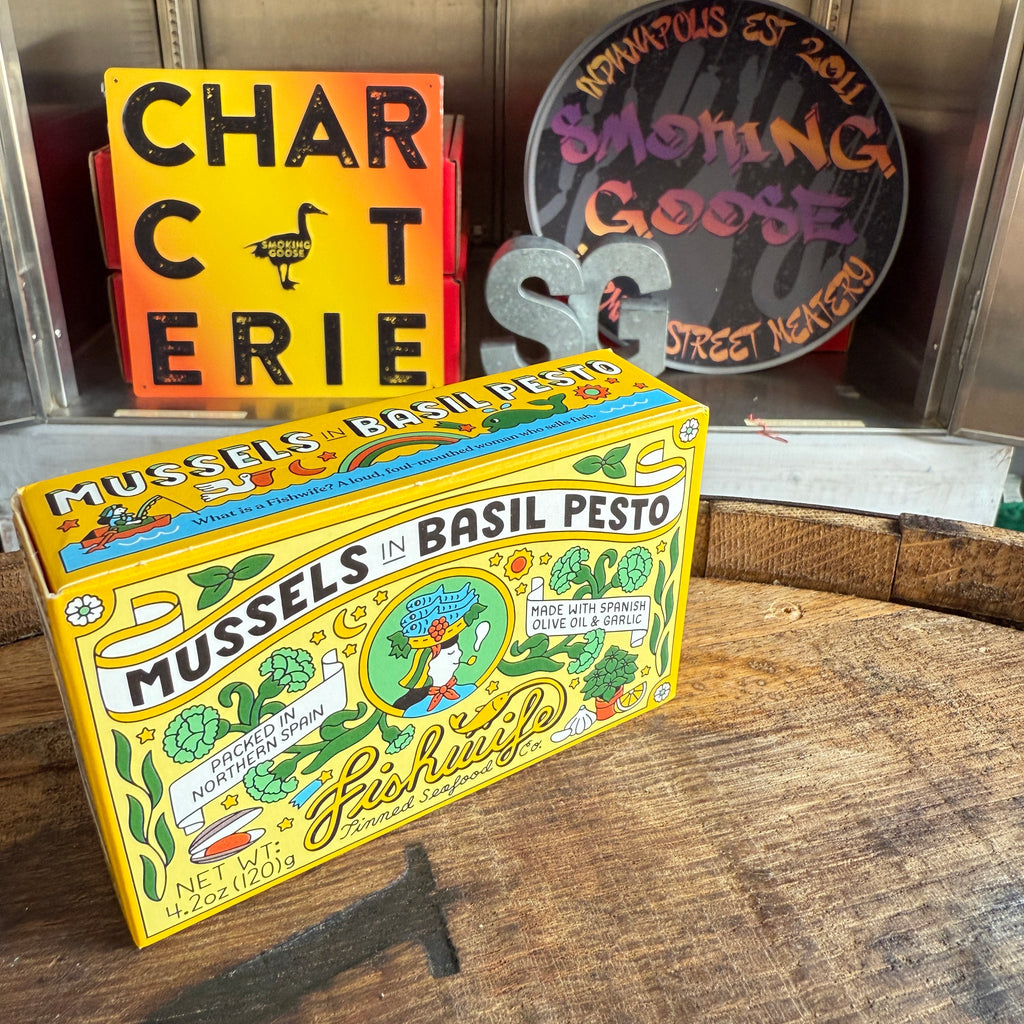 CHAR
C T
ERIE
SMOKING
GOOSE
INDIANAPOLIS EST 2011
SMOKING
GOOSE
STREET MEATERY
SG
MUSSELS IN BASIL PESTO
What is a Fishwife? A loud, foul-mouthed woman who sells fish.
MUSSELS IN BASIL PESTO
MADE WITH SPANISH
OLIVE OIL & GARLIC
PACKED IN
NORTHERN SPAIN
Fishwife
Tinned Seafood Co.
NET WT:
4.2oz (120)g